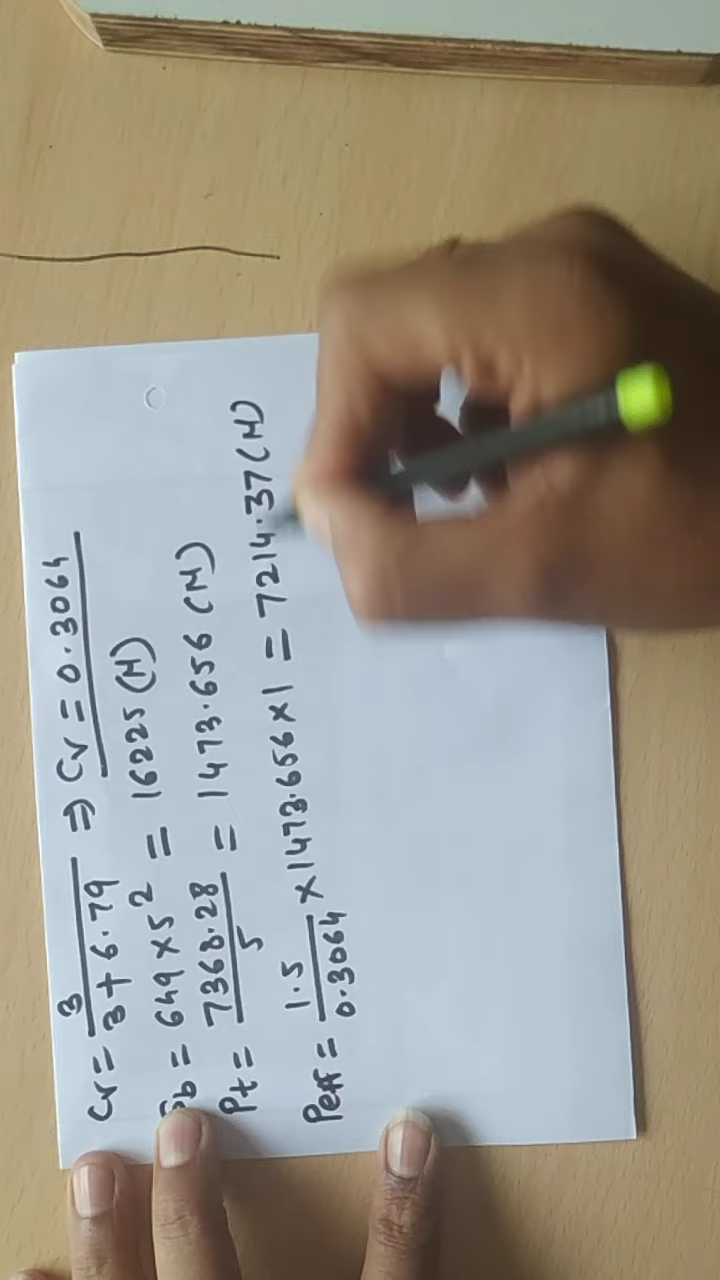 Cv = 3 / 3 + 6.79 ⇒ Cv = 0.3064
Sb = 649 × 5² = 16225 (N)
Pt = 7368.28 / 5 = 1473.656 (N)
Peff = 1.5 / 0.3064 × 1473.656 × 1 = 7214.37 (N)